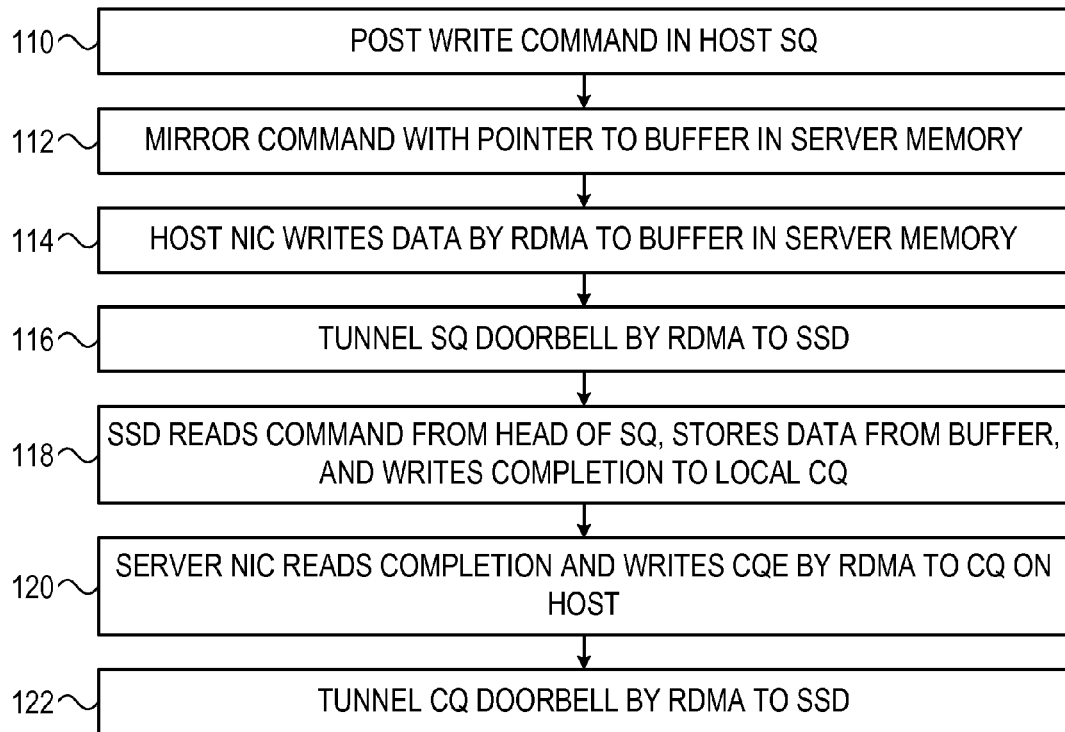 110 POST WRITE COMMAND IN HOST SQ
112 MIRROR COMMAND WITH POINTER TO BUFFER IN SERVER MEMORY
114 HOST NIC WRITES DATA BY RDMA TO BUFFER IN SERVER MEMORY
116 TUNNEL SQ DOORBELL BY RDMA TO SSD
118 SSD READS COMMAND FROM HEAD OF SQ, STORES DATA FROM BUFFER,
AND WRITES COMPLETION TO LOCAL CQ
120 SERVER NIC READS COMPLETION AND WRITES CQE BY RDMA TO CQ ON
HOST
122 TUNNEL CQ DOORBELL BY RDMA TO SSD